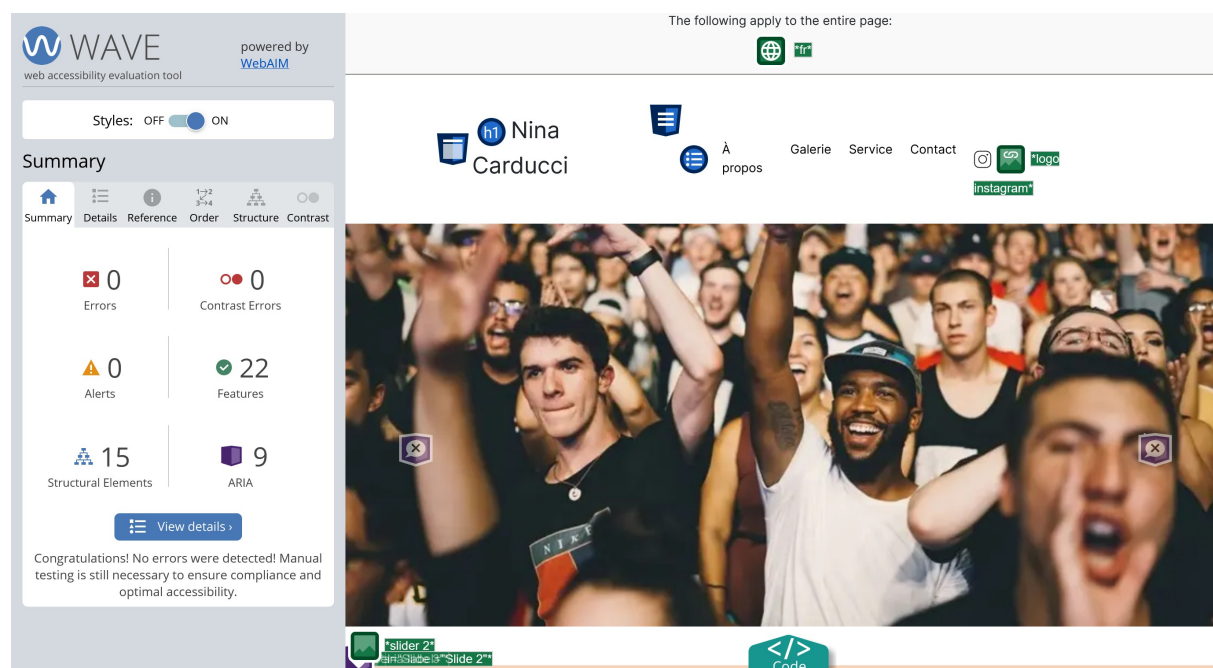 WAVE
web accessibility evaluation tool
powered by
WebAIM
Styles: OFF ON
Summary
Summary Details Reference Order Structure Contrast
0
Errors
0
Contrast Errors
0
Alerts
22
Features
15
Structural Elements
9
ARIA
View details ›
Congratulations! No errors were detected! Manual
testing is still necessary to ensure compliance and
optimal accessibility.
The following apply to the entire page:
*fr*
h1 Nina
Carducci
À
propos
Galerie Service Contact
*logo
instagram*
NIKE
*slider 2*
"Slide 2"*
</>
Code